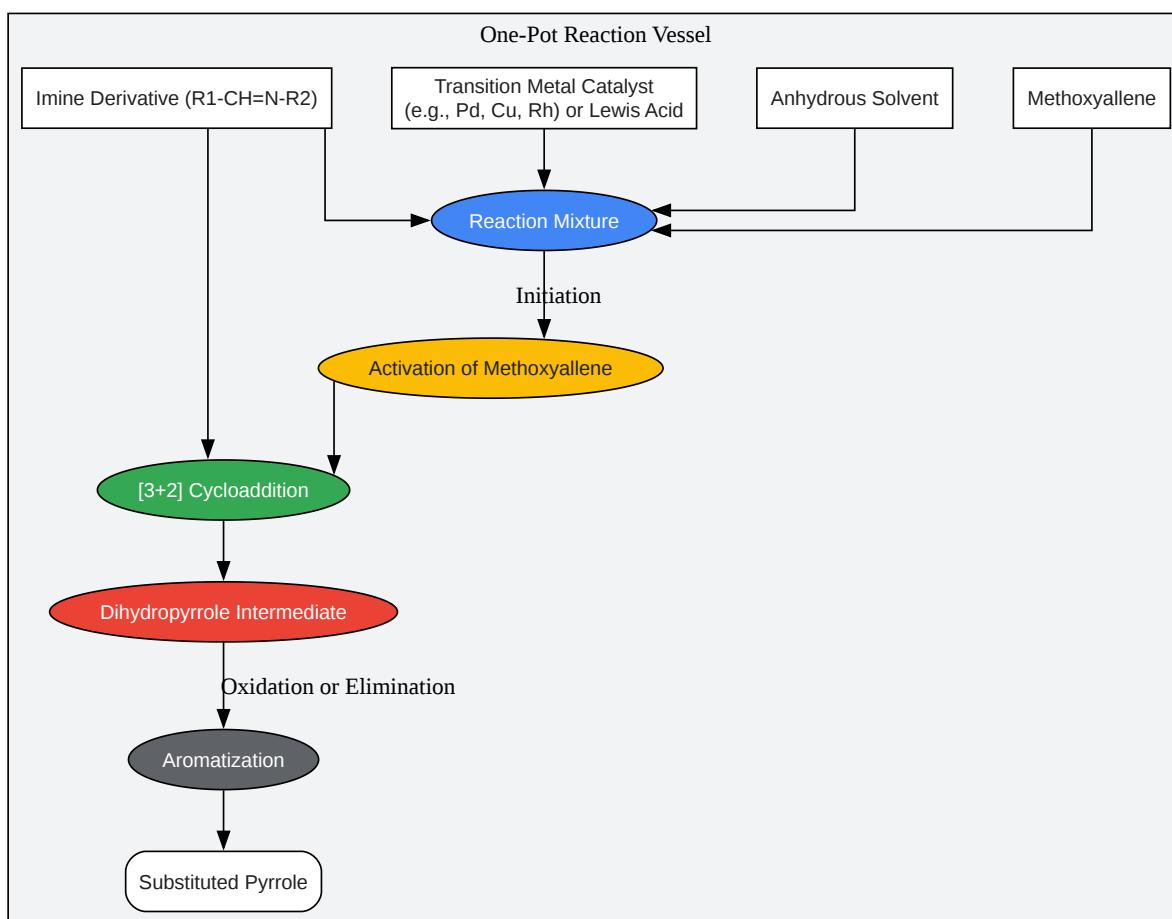 One-Pot Reaction Vessel
Imine Derivative (R1-CH=N-R2)
Transition Metal Catalyst
(e.g., Pd, Cu, Rh) or Lewis Acid
Anhydrous Solvent
Methoxyallene
Reaction Mixture
Initiation
Activation of Methoxyallene
[3+2] Cycloaddition
Dihydropyrrole Intermediate
Oxidation or Elimination
Aromatization
Substituted Pyrrole